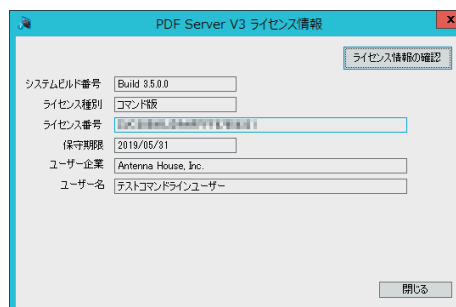 PDF Server V3 ライセンス情報
x
ライセンス情報の確認
システムビルド番号 Build 3.5.0.0
ライセンス種別 コマンド版
ライセンス番号
保守期限 2019/05/31
ユーザー企業 Antenna House, Inc.
ユーザー名 テストコマンドラインユーザー
閉じる